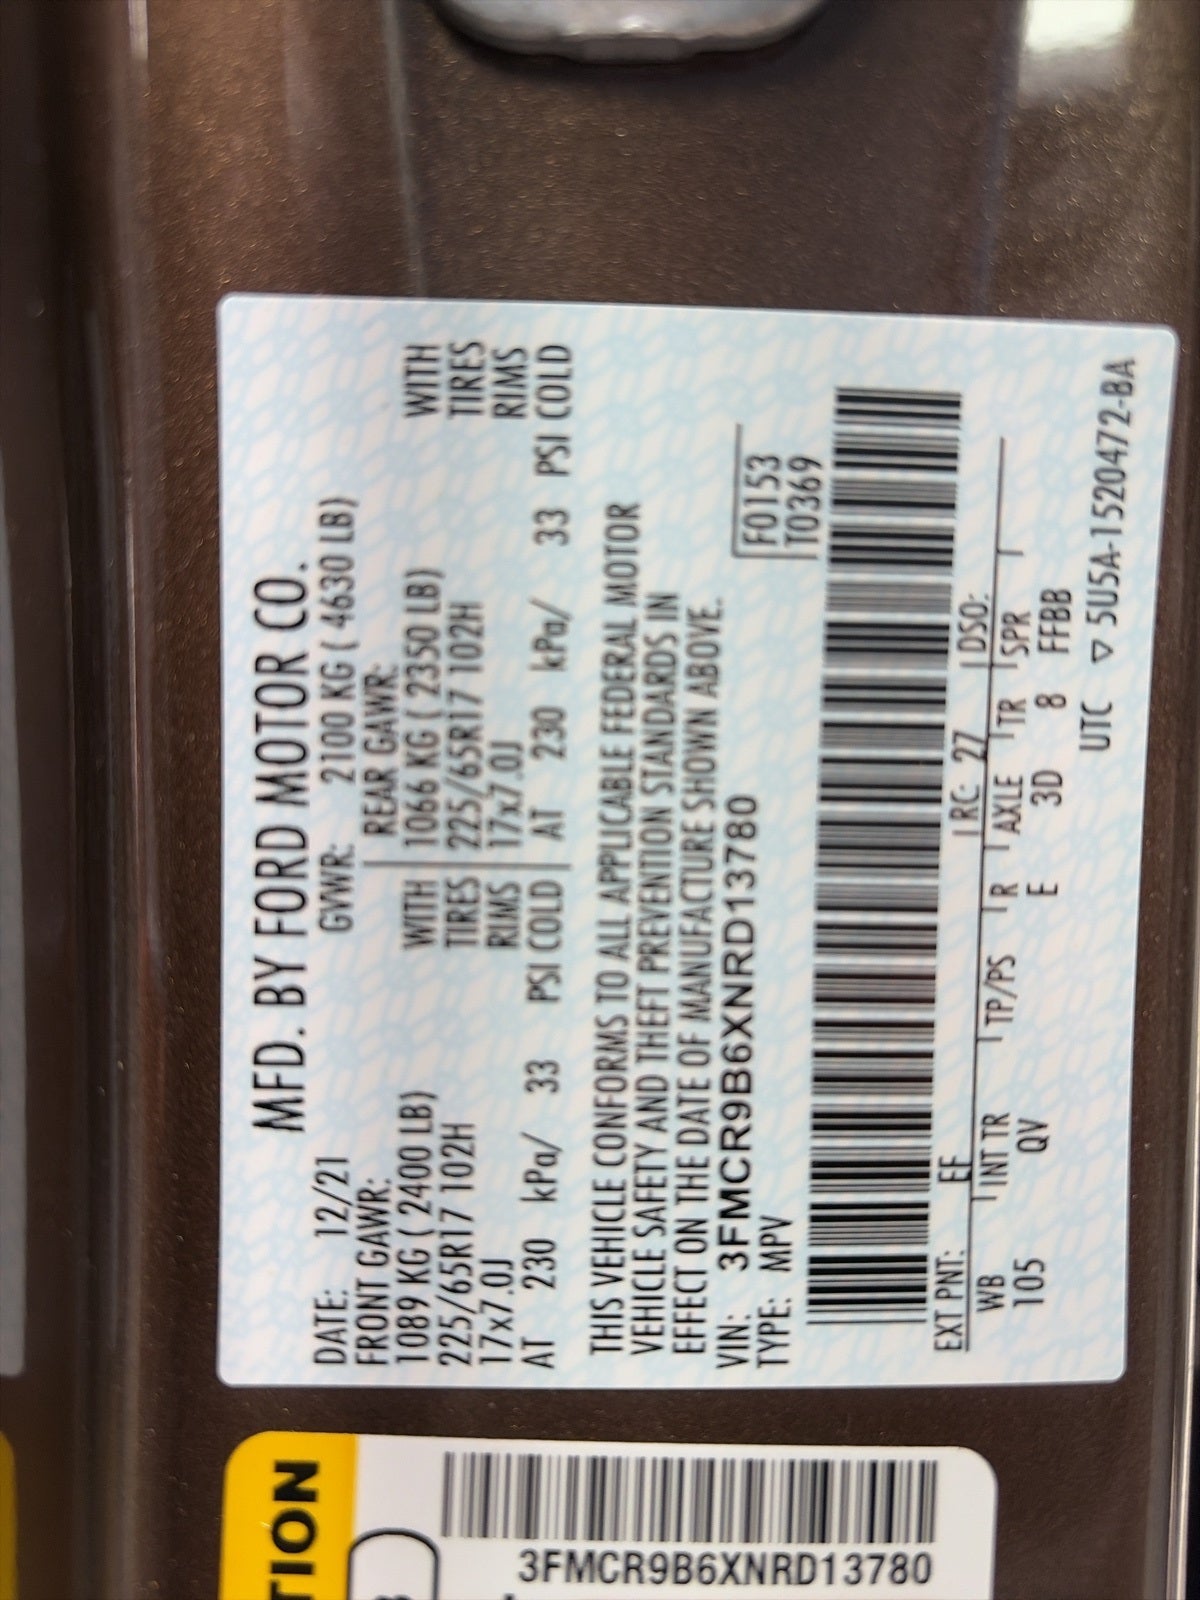 MFD. BY FORD MOTOR CO.
DATE: 12/21 GVWR: 2100 KG ( 4630 LB)
FRONT GAWR: REAR GAWR:
1089 KG ( 2400 LB) WITH 1066 KG ( 2350 LB) WITH
225/65R17 102H TIRES 225/65R17 102H TIRES
17x7.0J RIMS 17x7.0J RIMS
AT 230 kPa/ 33 PSI COLD AT 230 kPa/ 33 PSI COLD
THIS VEHICLE CONFORMS TO ALL APPLICABLE FEDERAL MOTOR
VEHICLE SAFETY AND THEFT PREVENTION STANDARDS IN
EFFECT ON THE DATE OF MANUFACTURE SHOWN ABOVE.
VIN: 3FMCR9B6XNRD13780 F0153
TYPE: MPV T0369
EXT PNT: EF RC: 27 DSO:
WB INT TR TP/PS R AXLE TR SPR
105 QV E 3D 8 FFBB
UTC ▽ 5U5A-1520472-BA
TION
3FMCR9B6XNRD13780